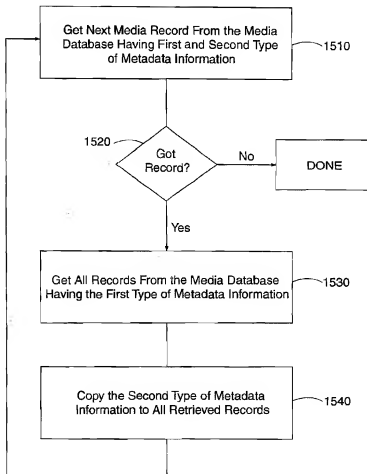 Get Next Media Record From the Media
Database Having First and Second Type
of Metadata Information
1510
1520
Got
Record?
No
DONE
Yes
Get All Records From the Media Database
Having the First Type of Metadata Information
1530
Copy the Second Type of Metadata
Information to All Retrieved Records
1540